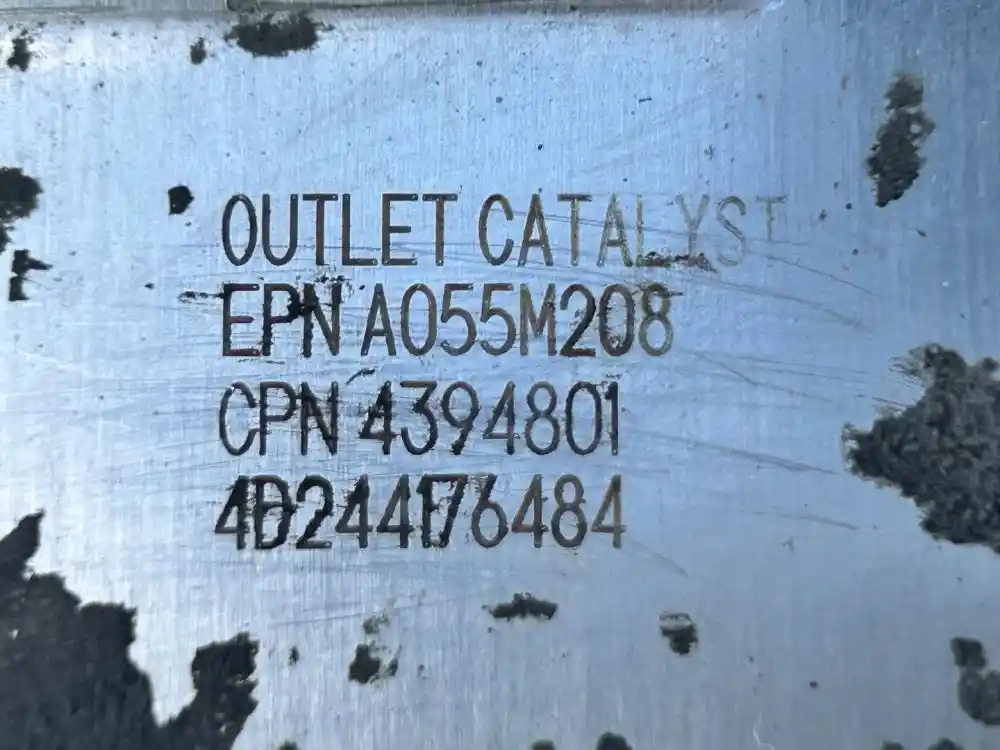 OUTLET CATALYST
EPN A055M208
CPN 4394801
4D244176484